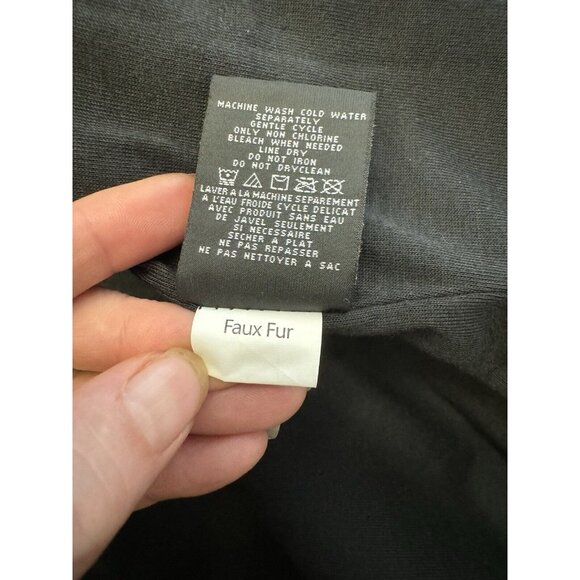 MACHINE WASH COLD WATER
SEPARATELY
GENTLE CYCLE
ONLY NON CHLORINE
BLEACH WHEN NEEDED
LINE DRY
DO NOT IRON
DO NOT DRYCLEAN
LAVER A LA MACHINE SEPAREMENT
A L'EAU FROIDE CYCLE DELICAT
AVEC PRODUIT SANS EAU
DE JAVEL SEULEMENT
SI NECESSAIRE
SECHER A PLAT
NE PAS REPASSER
NE PAS NETTOYER A SAC
Faux Fur